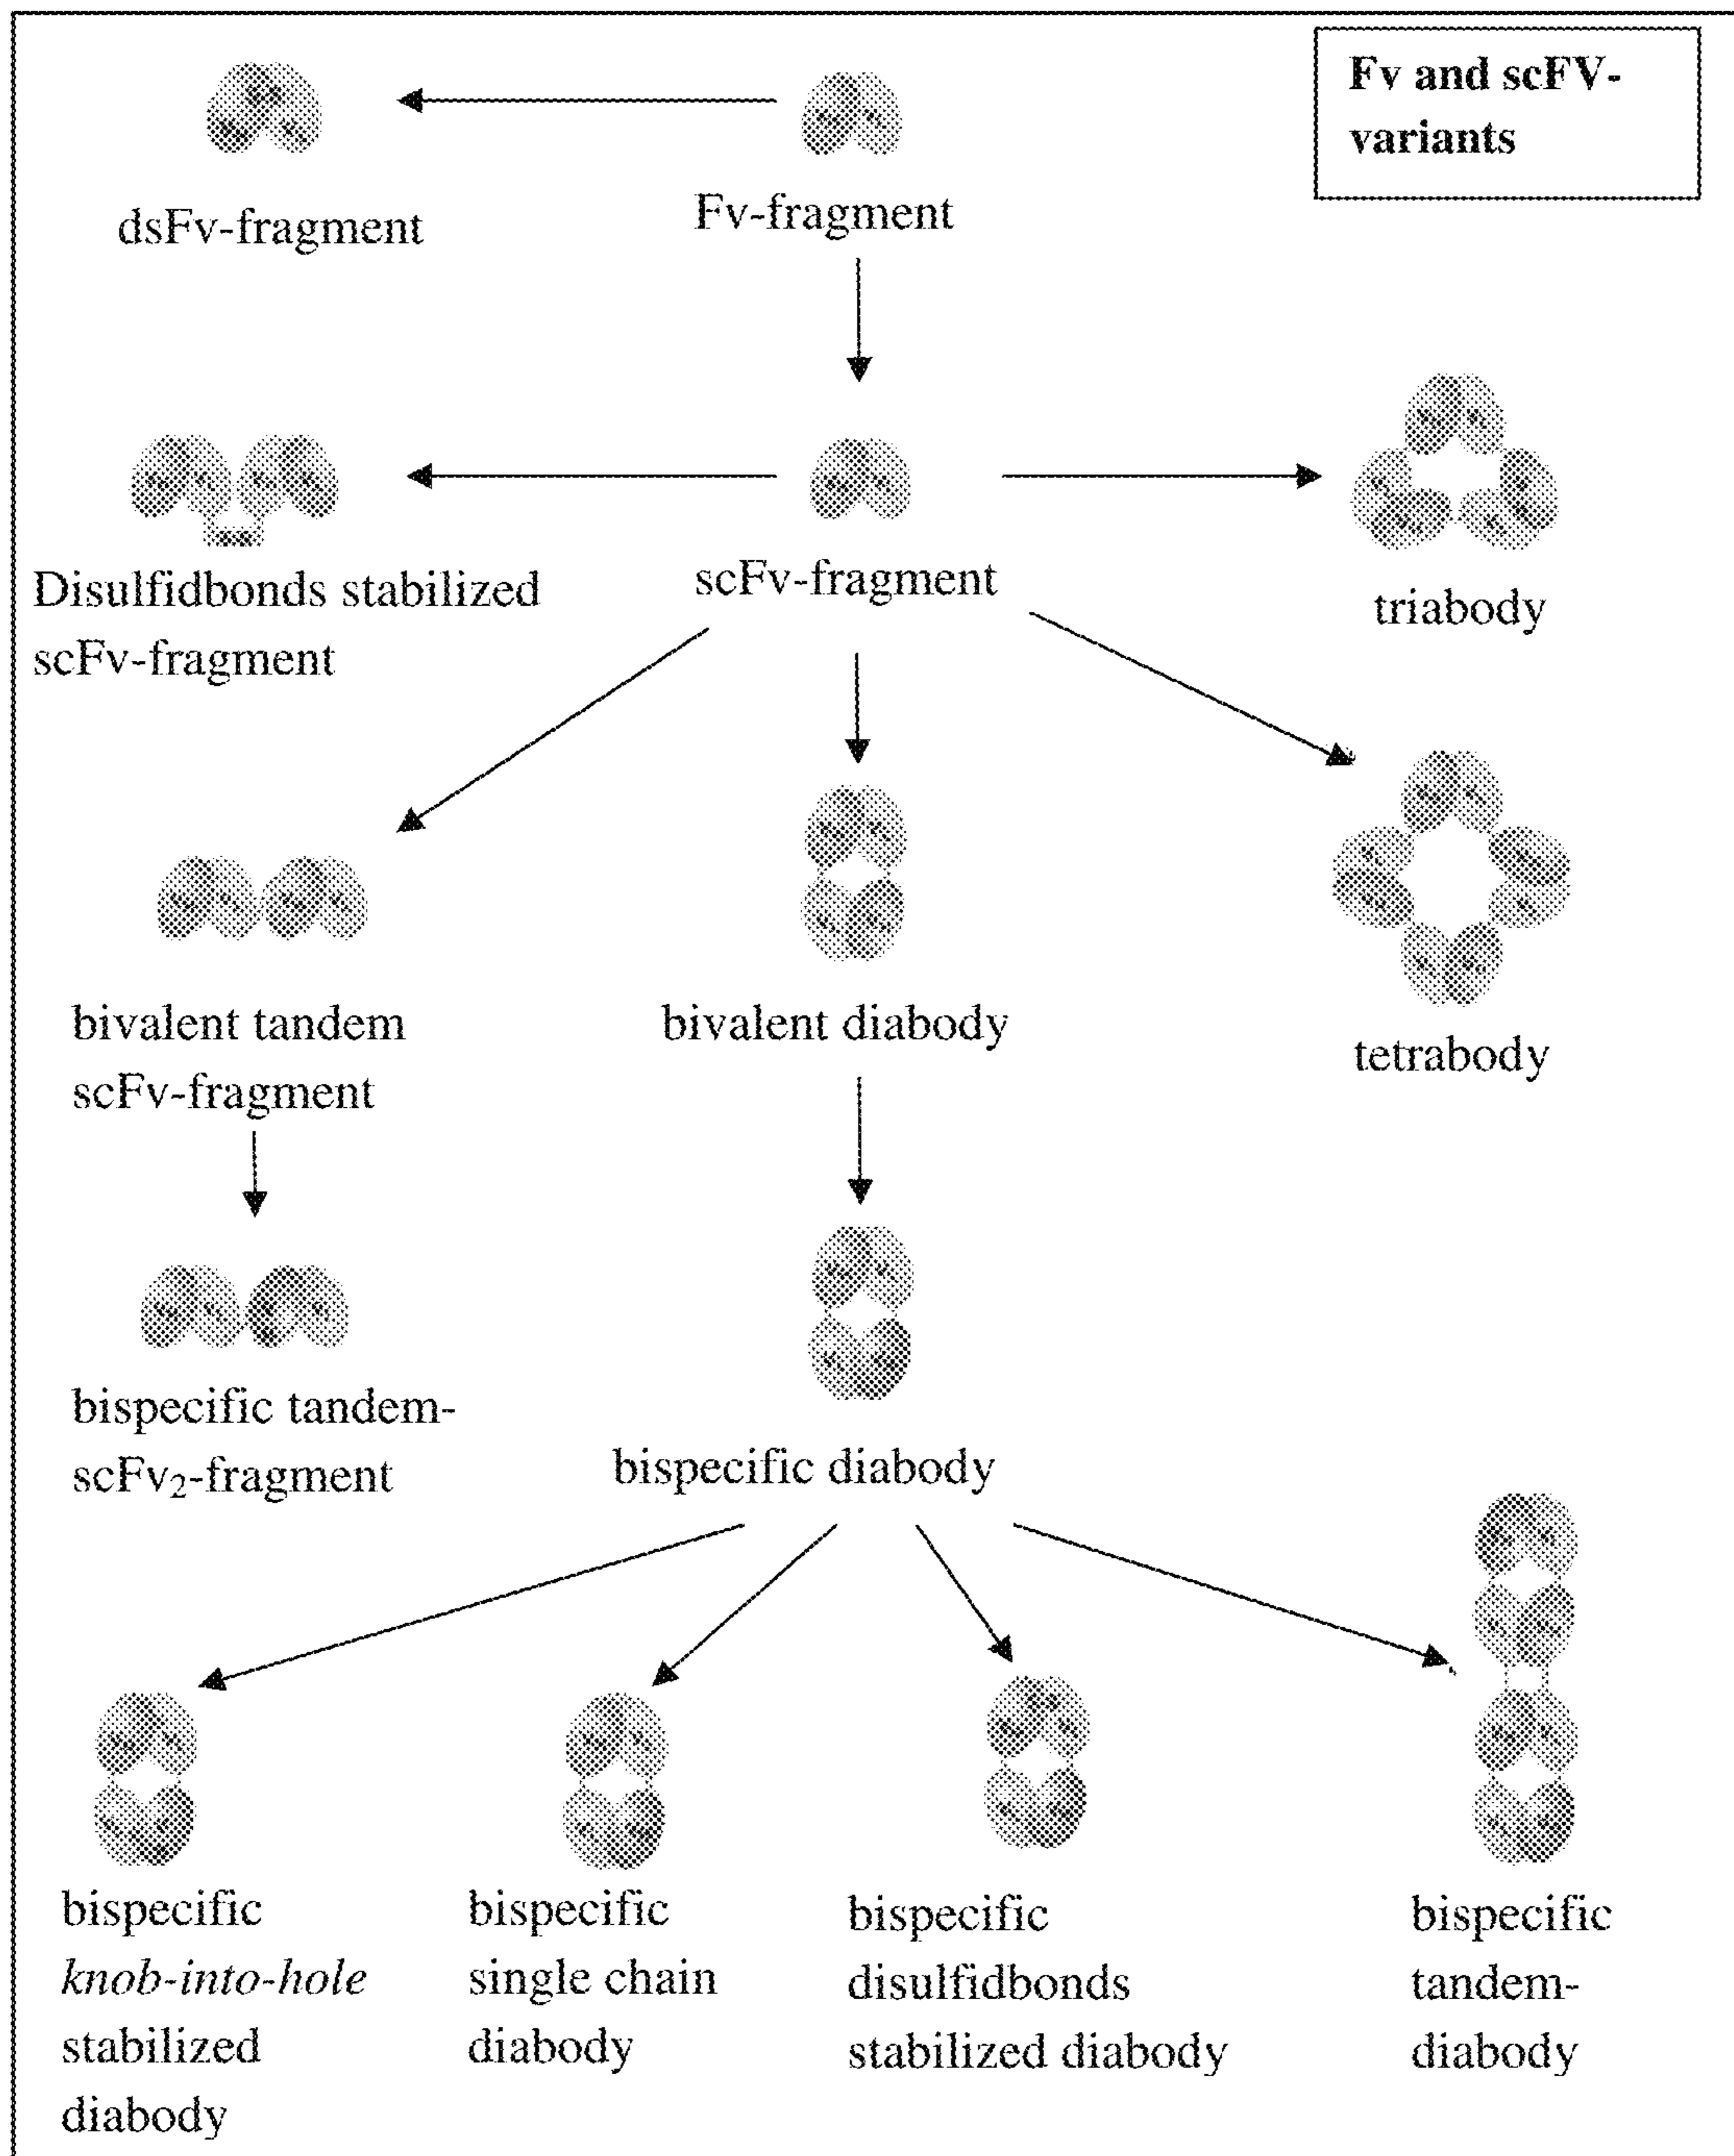 Fv and scFV-
variants
dsFv-fragment
Fv-fragment
Disulfidbonds stabilized
scFv-fragment
scFv-fragment
triabody
bivalent tandem
scFv-fragment
bivalent diabody
tetrabody
bispecific tandem-
scFv₂-fragment
bispecific diabody
bispecific
knob-into-hole
stabilized
diabody
bispecific
single chain
diabody
bispecific
disulfidbonds
stabilized diabody
bispecific
tandem-
diabody